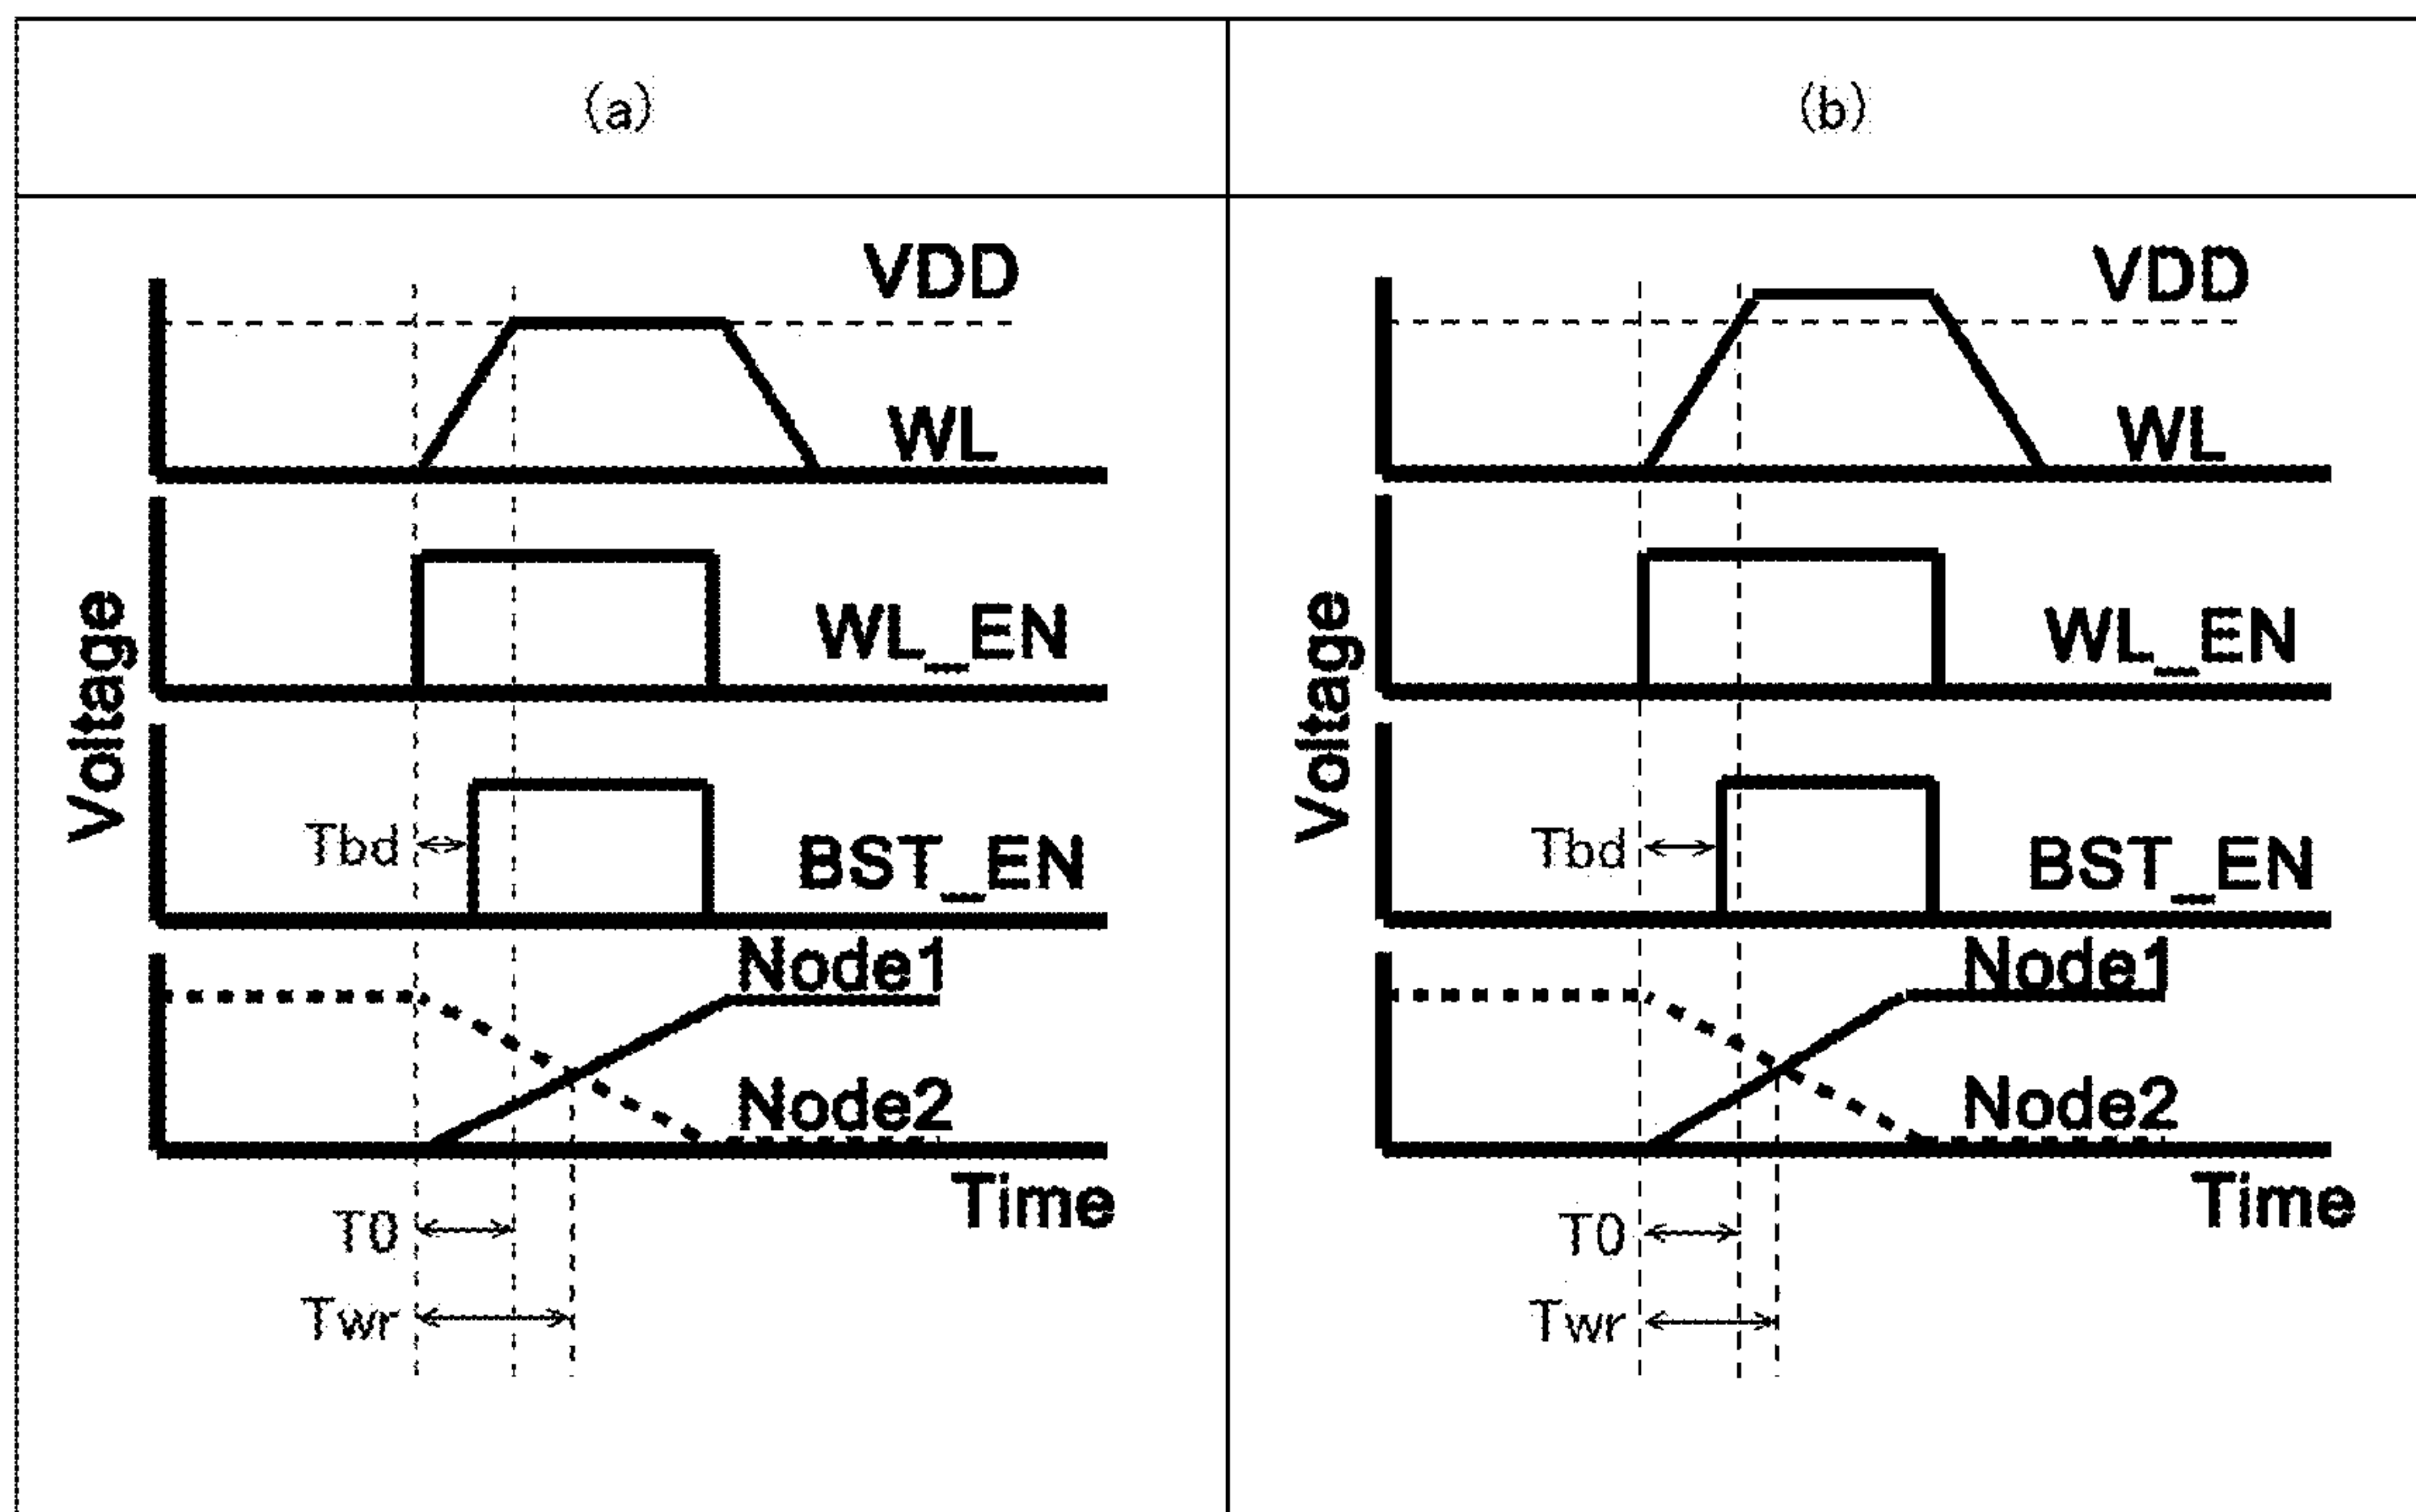 (a)
VDD
WL
WL_EN
Voltage
Tbd
BST_EN
Node1
Node2
Time
T0
Twr
(b)
VDD
WL
WL_EN
Voltage
Tbd
BST_EN
Node1
Node2
Time
T0
Twr